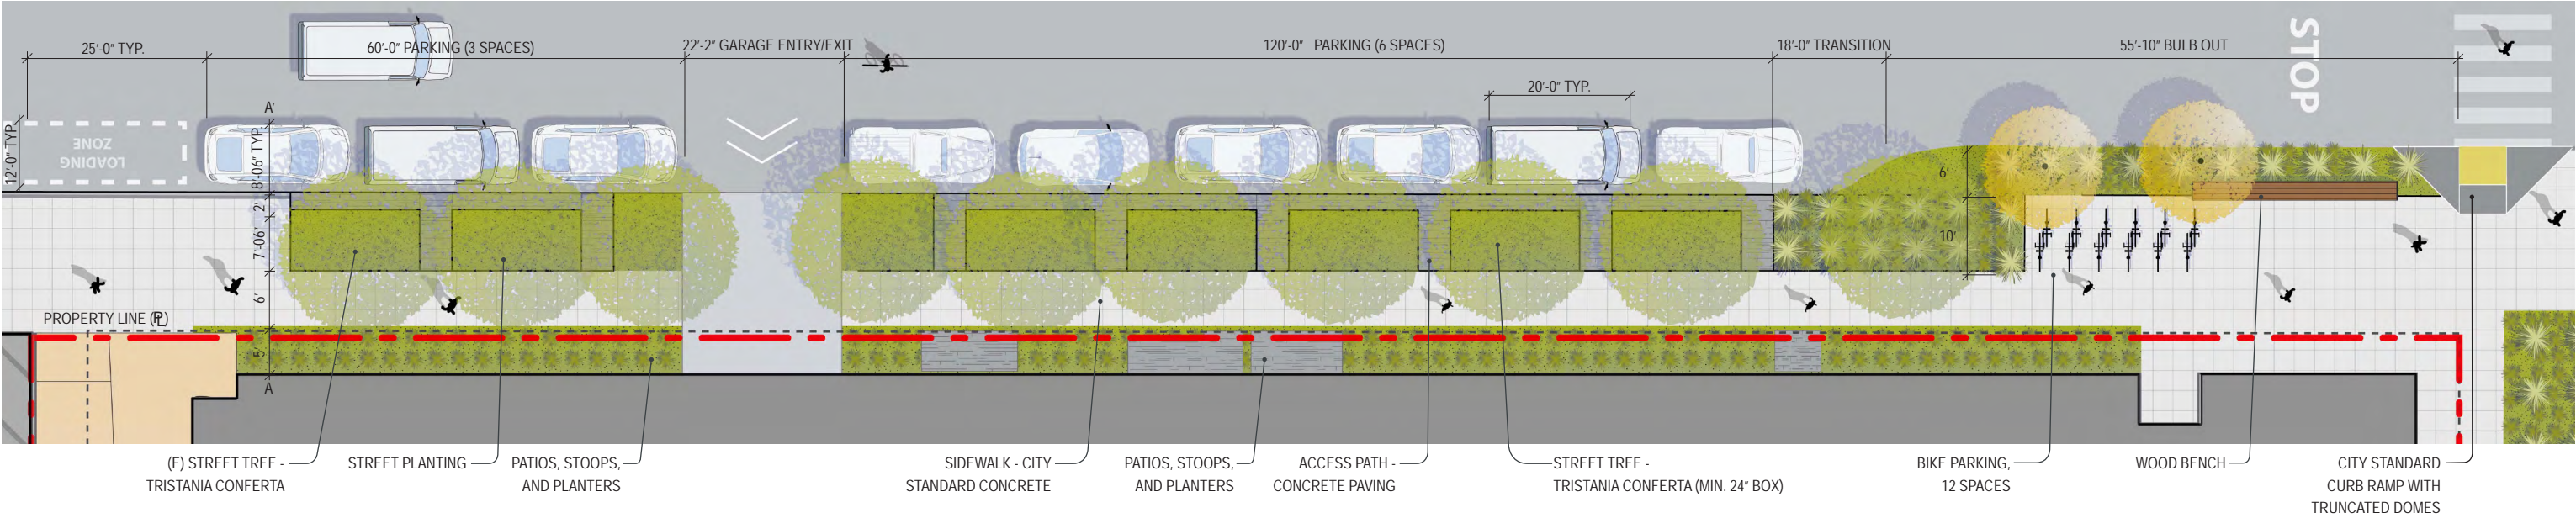 25'-0" TYP.
60'-0" PARKING (3 SPACES)
22'-2" GARAGE ENTRY/EXIT
120'-0" PARKING (6 SPACES)
18'-0" TRANSITION
55'-10" BULB OUT
20'-0" TYP.
STOP
A'
12'-0" TYP.
LOADING
ZONE
8'-06" TYP.
2'
7'-06"
6'
5'
A
6'
10'
PROPERTY LINE (PL)
(E) STREET TREE -
TRISTANIA CONFERTA
STREET PLANTING
PATIOS, STOOPS,
AND PLANTERS
SIDEWALK - CITY
STANDARD CONCRETE
PATIOS, STOOPS,
AND PLANTERS
ACCESS PATH -
CONCRETE PAVING
STREET TREE -
TRISTANIA CONFERTA (MIN. 24" BOX)
BIKE PARKING,
12 SPACES
WOOD BENCH
CITY STANDARD
CURB RAMP WITH
TRUNCATED DOMES